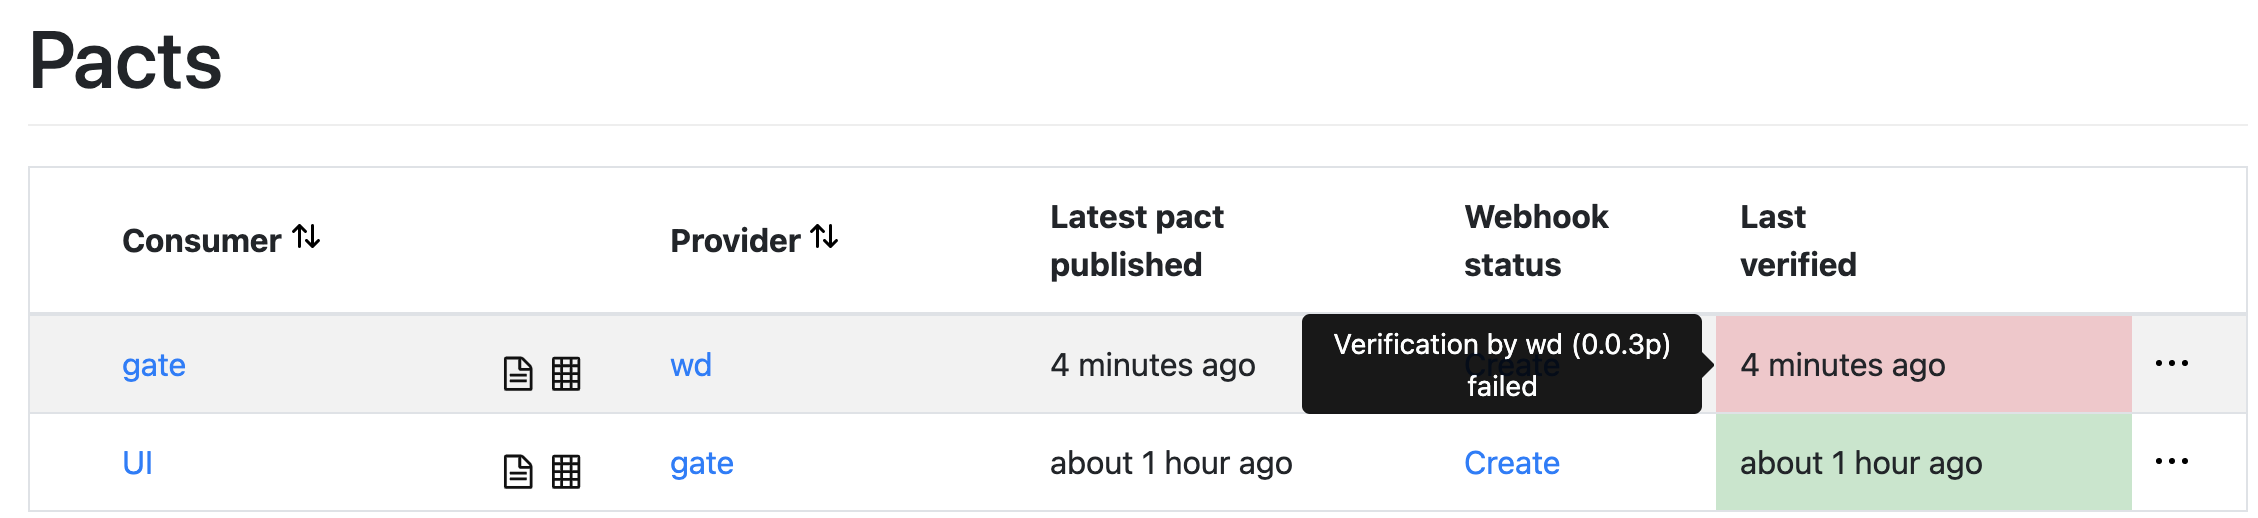 Pacts
Consumer
Provider
Latest pact
published
Webhook
status
Last
verified
gate
wd
4 minutes ago
Verification by wd (0.0.3p)
failed
Create
4 minutes ago
UI
gate
about 1 hour ago
Create
about 1 hour ago